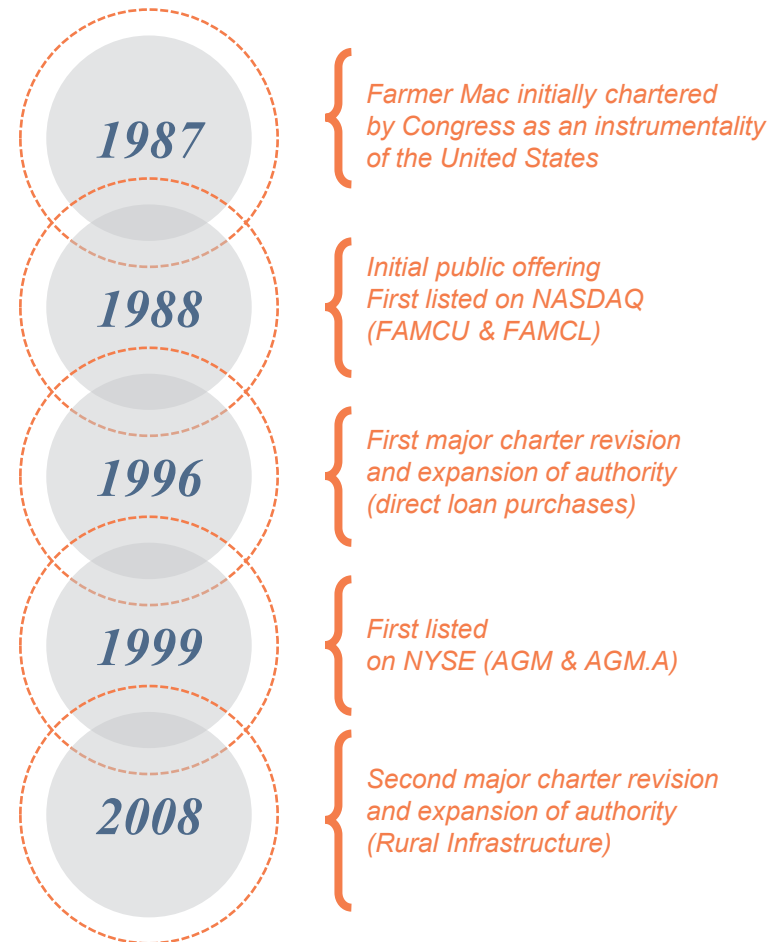 1987
Farmer Mac initially chartered
by Congress as an instrumentality
of the United States
1988
Initial public offering
First listed on NASDAQ
(FAMCU & FAMCL)
1996
First major charter revision
and expansion of authority
(direct loan purchases)
1999
First listed
on NYSE (AGM & AGM.A)
2008
Second major charter revision
and expansion of authority
(Rural Infrastructure)